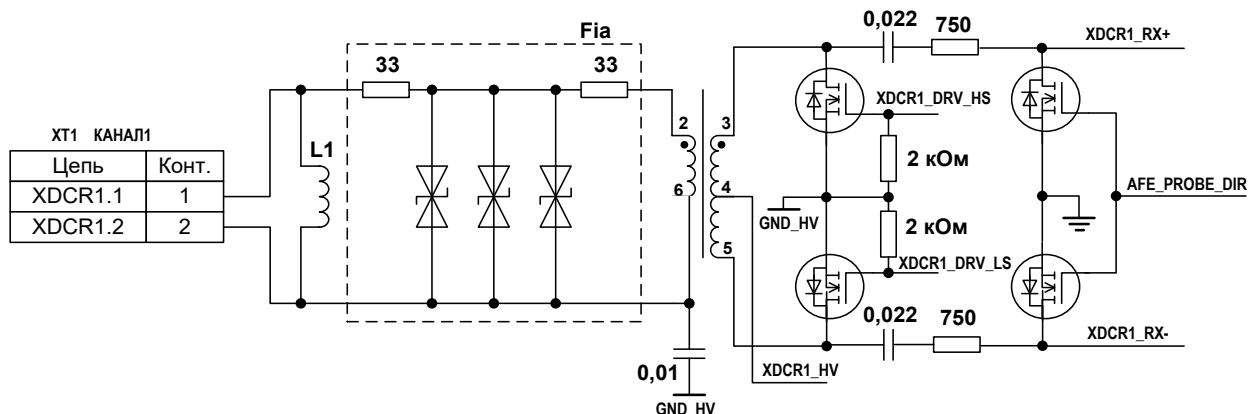 0,022
750
XDCR1_RX+
Fia
33
33
XDCR1_DRV_HS
ХТ1 КАНАЛ1
Цепь
Конт.
XDCR1.1
1
XDCR1.2
2
L1
2
6
3
4
5
2 кОм
GND_HV
2 кОм
AFE_PROBE_DIR
XDCR1_DRV_LS
0,022
750
XDCR1_RX-
XDCR1_HV
0,01
GND_HV